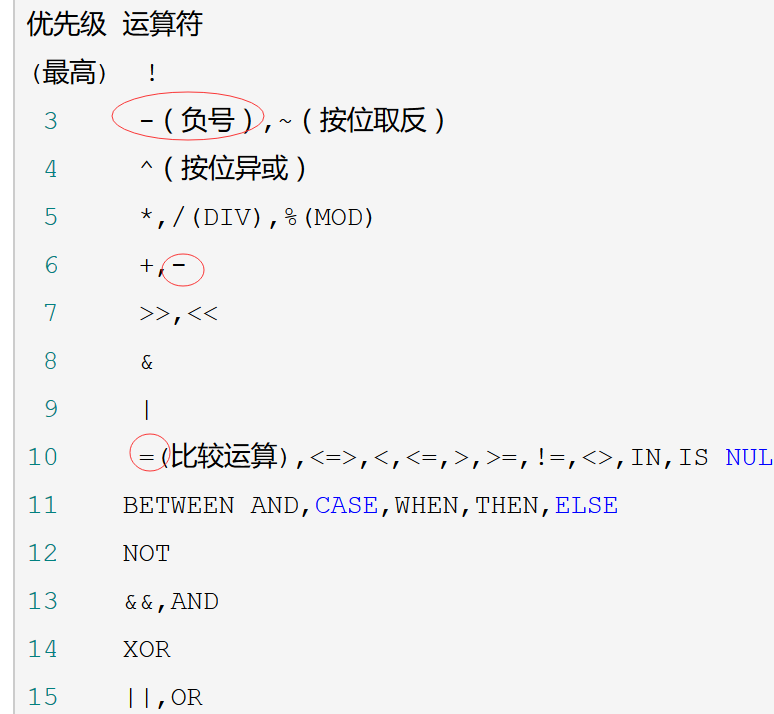 优先级 运算符
(最高) !
3 -(负号),~(按位取反)
4 ^(按位异或)
5 *,/(DIV),%(MOD)
6 +,-
7 >>,<<
8 &
9 |
10 =(比较运算),<=>,<,<=,>,>=,!=,<>,IN,IS NUL
11 BETWEEN AND,CASE,WHEN,THEN,ELSE
12 NOT
13 &&,AND
14 XOR
15 ||,OR